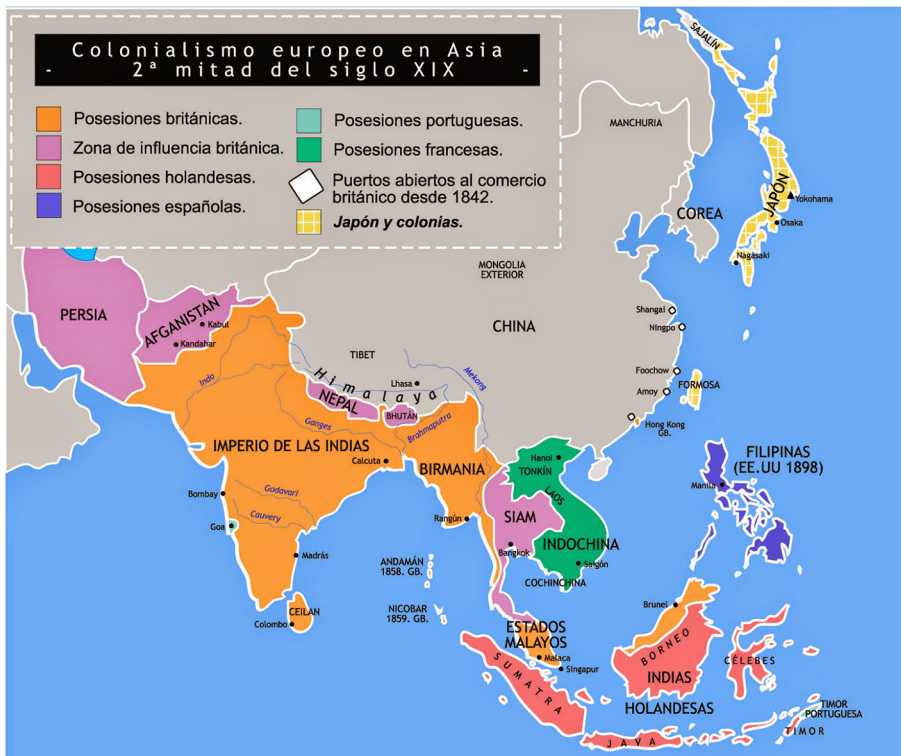 Colonialismo europeo en Asia
- 2ª mitad del siglo XIX -
Posesiones británicas.
Zona de influencia británica.
Posesiones holandesas.
Posesiones españolas.
Posesiones portuguesas.
Posesiones francesas.
Puertos abiertos al comercio
británico desde 1842.
Japón y colonias.
SAJALÍN
MANCHURIA
JAPÓN
Yokohama
Osaka
COREA
Nagasaki
MONGOLIA
EXTERIOR
PERSIA
AFGANISTAN
Kabul
Kandahar
CHINA
Shangai
Ningpo
TIBET
Himalaya
Lhasa
Mekong
Indo
Foochow
FORMOSA
Amoy
NEPAL
BHUTÁN
Hong Kong
GB.
Ganges
Brahmaputra
IMPERIO DE LAS INDIAS
Calcuta
BIRMANIA
Hanoi
TONKÍN
FILIPINAS
(EE.UU 1898)
Manila
Bombay
Godavari
LAOS
Cauvery
Goa
Rangún
SIAM
INDOCHINA
Madrás
Bangkok
Saigón
ANDAMÁN
1858. GB.
COCHINCHINA
NICOBAR
1859. GB.
CEILAN
Colombo
Brunel
ESTADOS
MALAYOS
Malaca
Singapur
BORNEO
CÉLEBES
INDIAS
HOLANDESAS
SUMATRA
TIMOR
PORTUGUESA
TIMOR
JAVA